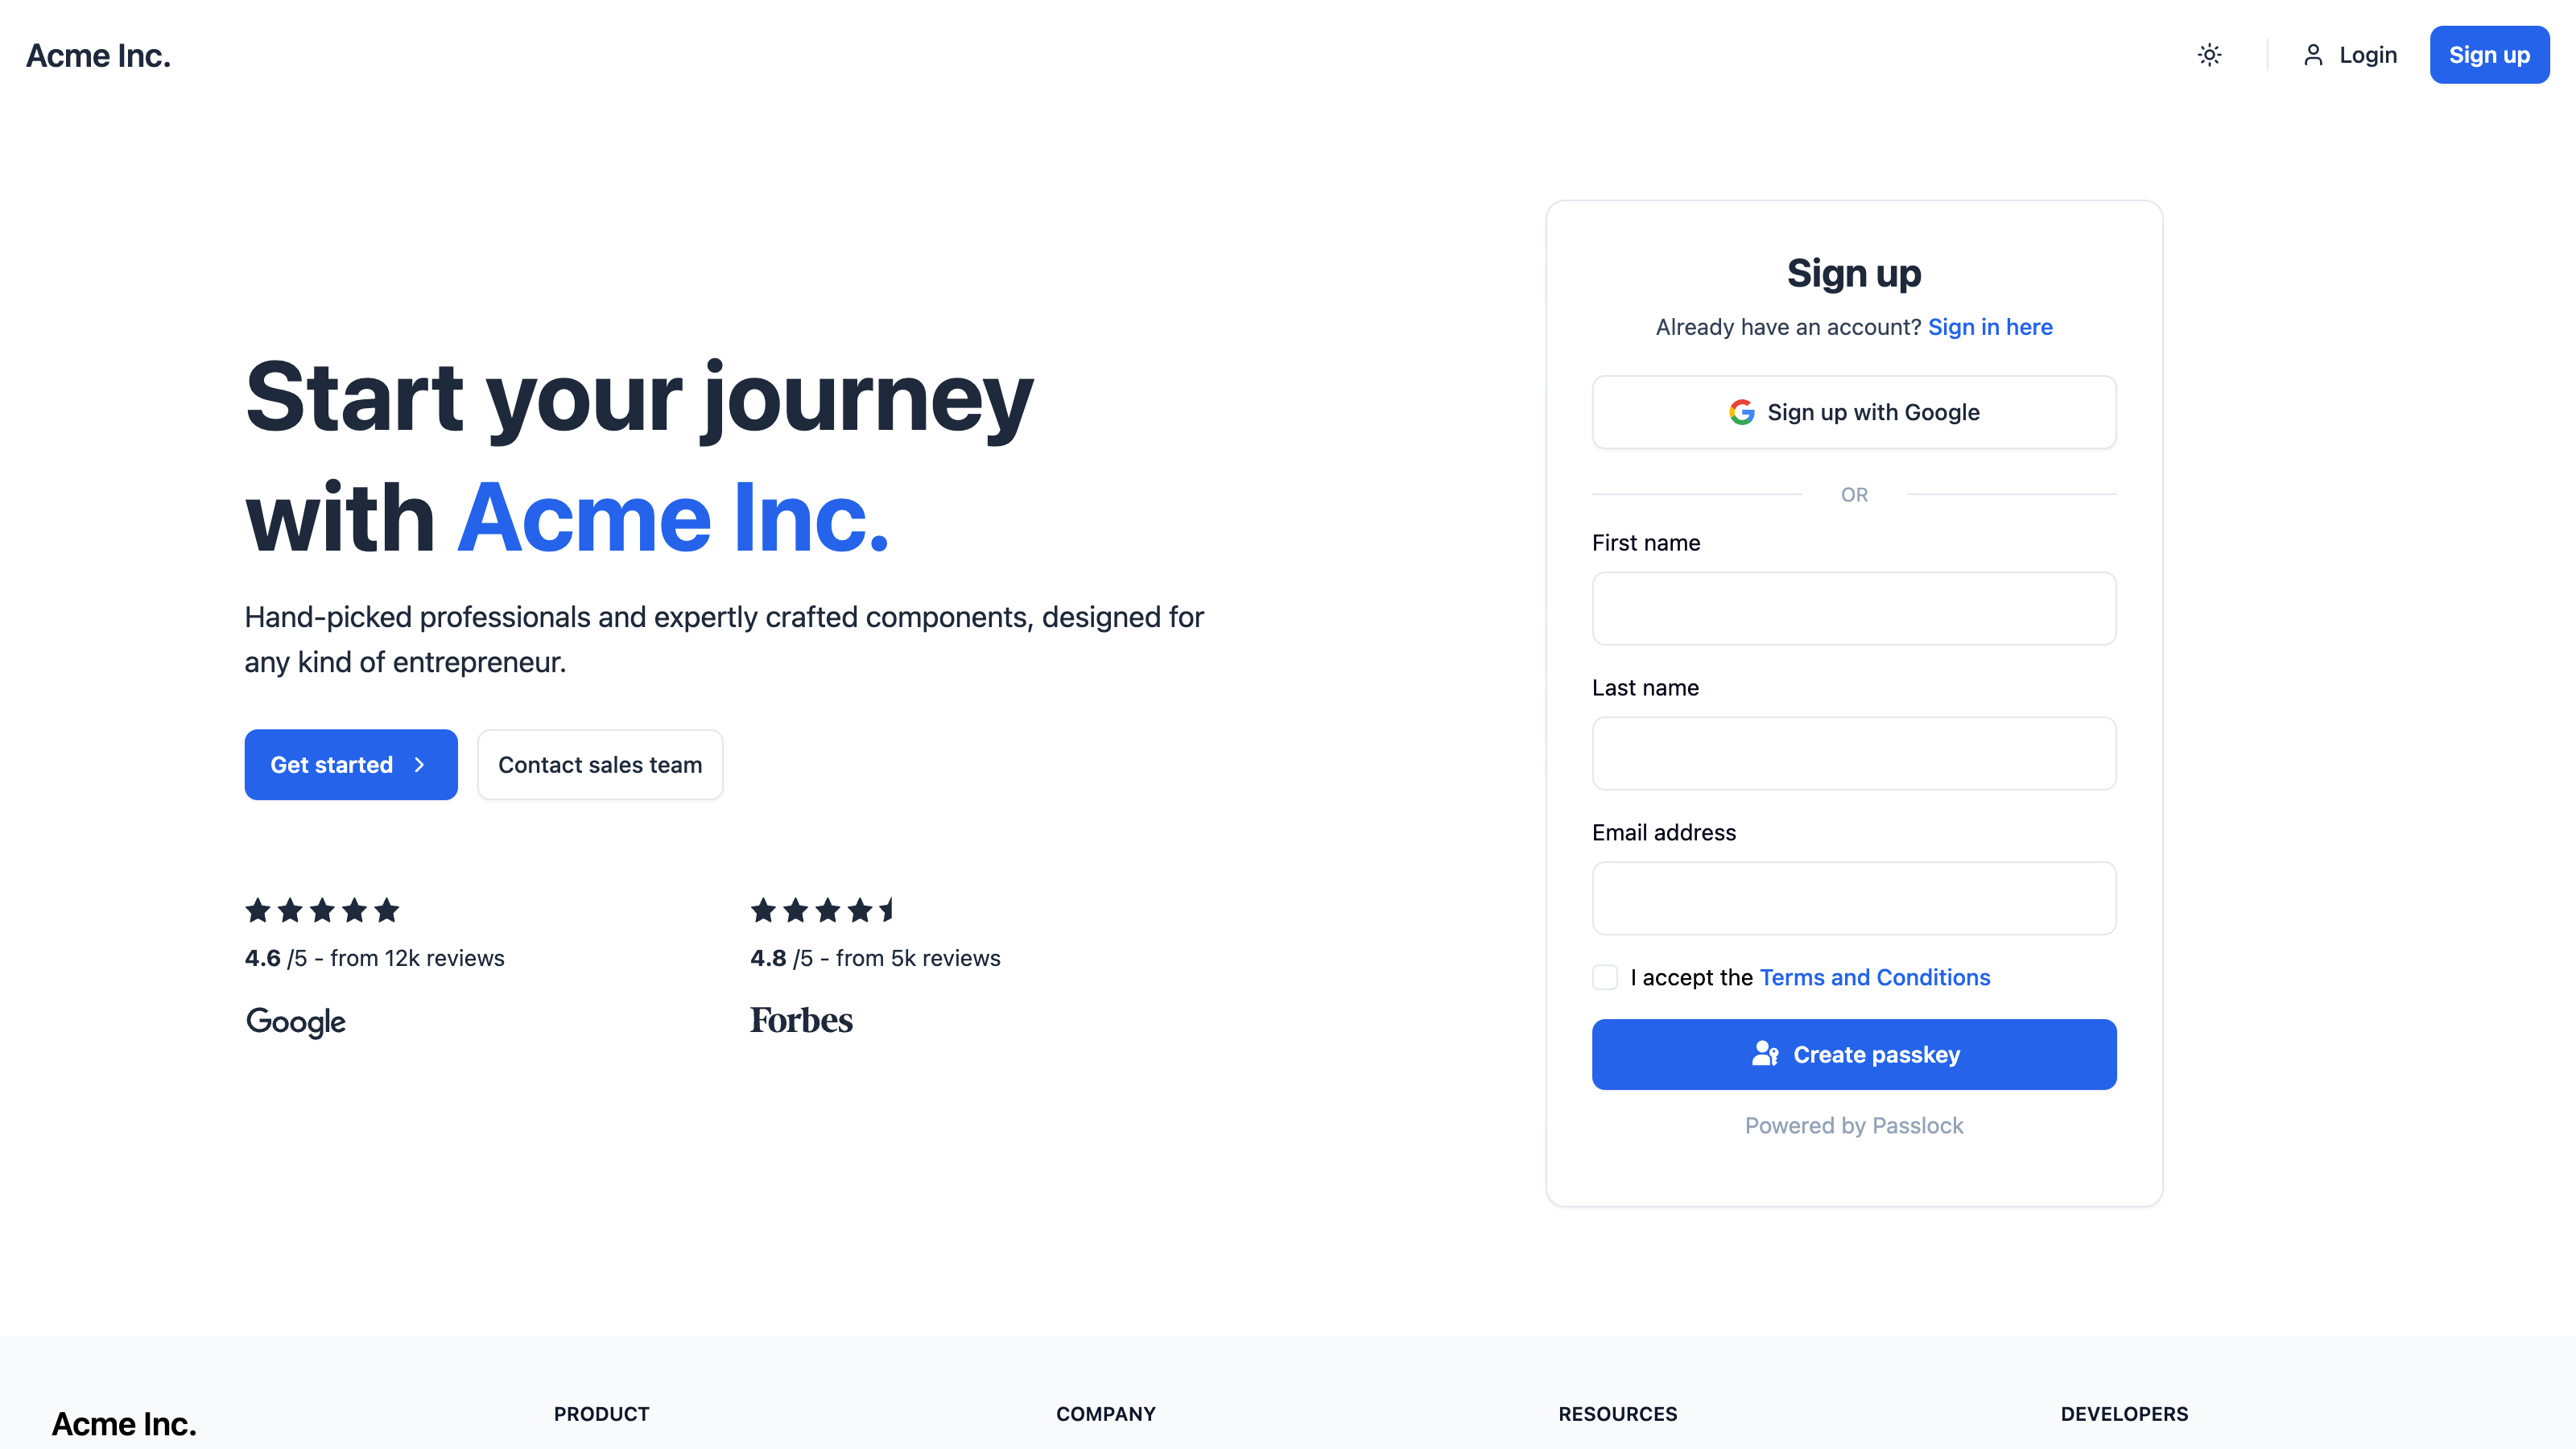 Acme Inc.
Login
Sign up
Start your journey
with Acme Inc.
Hand-picked professionals and expertly crafted components, designed for
any kind of entrepreneur.
Get started
Contact sales team
4.6 /5 - from 12k reviews
Google
4.8 /5 - from 5k reviews
Forbes
Sign up
Already have an account? Sign in here
Sign up with Google
OR
First name
Last name
Email address
I accept the Terms and Conditions
Create passkey
Powered by Passlock
Acme Inc.
PRODUCT
COMPANY
RESOURCES
DEVELOPERS